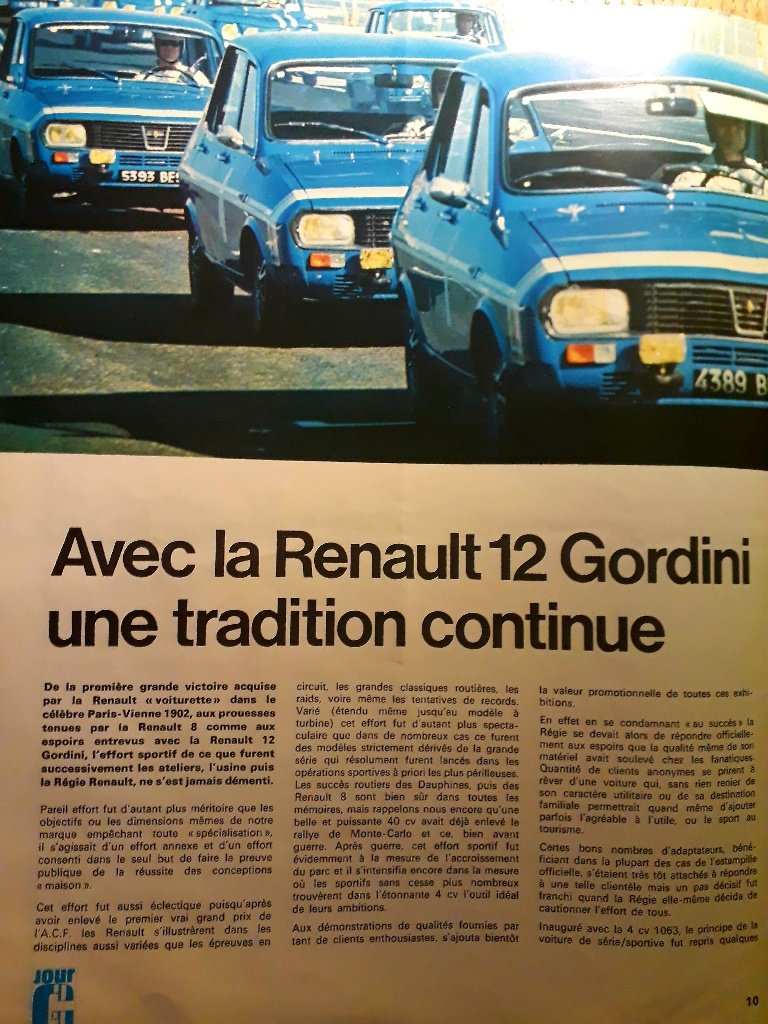 5393 BE
4389 B
Avec la Renault 12 Gordini
une tradition continue
De la première grande victoire acquise
par la Renault « voiturette » dans le
célèbre Paris-Vienne 1902, aux prouesses
tenues par la Renault 8 comme aux
espoirs entrevus avec la Renault 12
Gordini, l'effort sportif de ce que furent
successivement les ateliers, l'usine puis
la Régie Renault, ne s'est jamais démenti.
Pareil effort fut d'autant plus méritoire que les
objectifs ou les dimensions mêmes de notre
marque empêchant toute « spécialisation »,
il s'agissait d'un effort annexe et d'un effort
consenti dans le seul but de faire la preuve
publique de la réussite des conceptions
« maison ».
Cet effort fut aussi éclectique puisqu'après
avoir enlevé le premier vrai grand prix de
l'A.C.F. les Renault s'illustrèrent dans les
disciplines aussi variées que les épreuves en
circuit, les grandes classiques routières, les
raids, voire même les tentatives de records.
Varié (étendu même jusqu'au modèle à
turbine) cet effort fut d'autant plus specta-
culaire que dans de nombreux cas ce furent
des modèles strictement dérivés de la grande
série qui résolument furent lancés dans les
opérations sportives à priori les plus périlleuses.
Les succès routiers des Dauphines, puis des
Renault 8 sont bien sûr dans toutes les
mémoires, mais rappelons nous encore qu'une
belle et puissante 40 cv avait déjà enlevé le
rallye de Monte-Carlo et ce, bien avant
guerre. Après guerre, cet effort sportif fut
évidemment à la mesure de l'accroissement
du parc et il s'intensifia encore dans la mesure
où les sportifs sans cesse plus nombreux
trouvèrent dans l'étonnante 4 cv l'outil idéal
de leurs ambitions.
Aux démonstrations de qualités fournies par
tant de clients enthousiastes, s'ajouta bientôt
la valeur promotionnelle de toutes ces exhi-
bitions.
En effet en se condamnant « au succès » la
Régie se devait alors de répondre officielle-
ment aux espoirs que la qualité même de son
matériel avait soulevé chez les fanatiques.
Quantité de clients anonymes se prirent à
rêver d'une voiture qui, sans rien renier de
son caractère utilitaire ou de sa destination
familiale permettrait quand même d'ajouter
parfois l'agréable à l'utile, ou le sport au
tourisme.
Certes bons nombres d'adaptateurs, béné-
ficiant dans la plupart des cas de l'estampille
officielle, s'étaient très tôt attachés à répondre
à une telle clientèle mais un pas décisif fut
franchi quand la Régie elle-même décida de
cautionner l'effort de tous.
Inauguré avec la 4 cv 1063, le principe de la
voiture de série/sportive fut repris quelques
JOUR
10